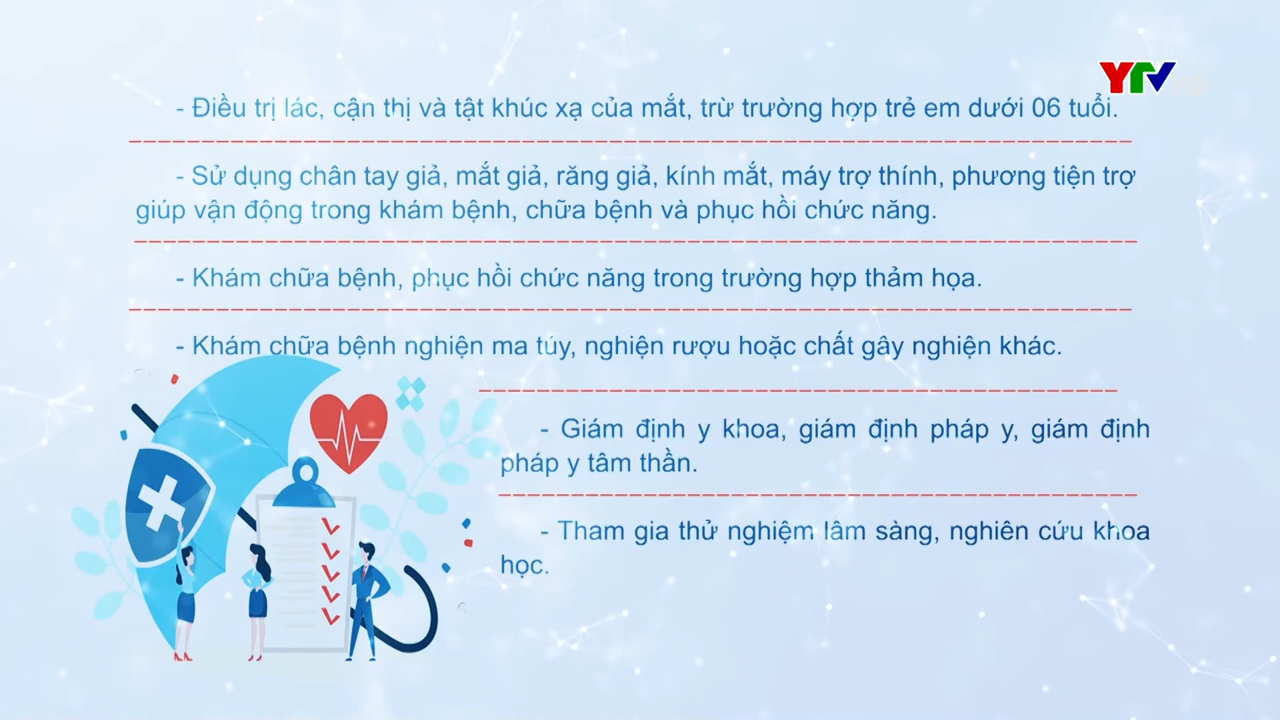 YTV
- Điều trị lác, cận thị và tật khúc xạ của mắt, trừ trường hợp trẻ em dưới 06 tuổi.
- Sử dụng chân tay giả, mắt giả, răng giả, kính mắt, máy trợ thính, phương tiện trợ
giúp vận động trong khám bệnh, chữa bệnh và phục hồi chức năng.
- Khám chữa bệnh, phục hồi chức năng trong trường hợp thảm họa.
- Khám chữa bệnh nghiện ma túy, nghiện rượu hoặc chất gây nghiện khác.
- Giám định y khoa, giám định pháp y, giám định
pháp y tâm thần.
- Tham gia thử nghiệm lâm sàng, nghiên cứu khoa
học.